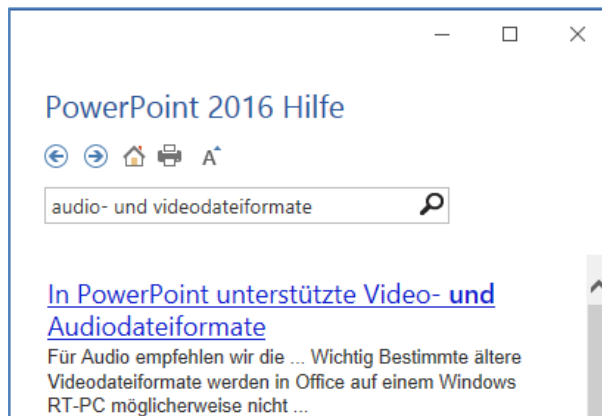 PowerPoint 2016 Hilfe
A
audio- und videodateiformate
In PowerPoint unterstützte Video- und
Audiodateiformate
Für Audio empfehlen wir die ... Wichtig Bestimmte ältere
Videodateiformate werden in Office auf einem Windows
RT-PC möglicherweise nicht ...